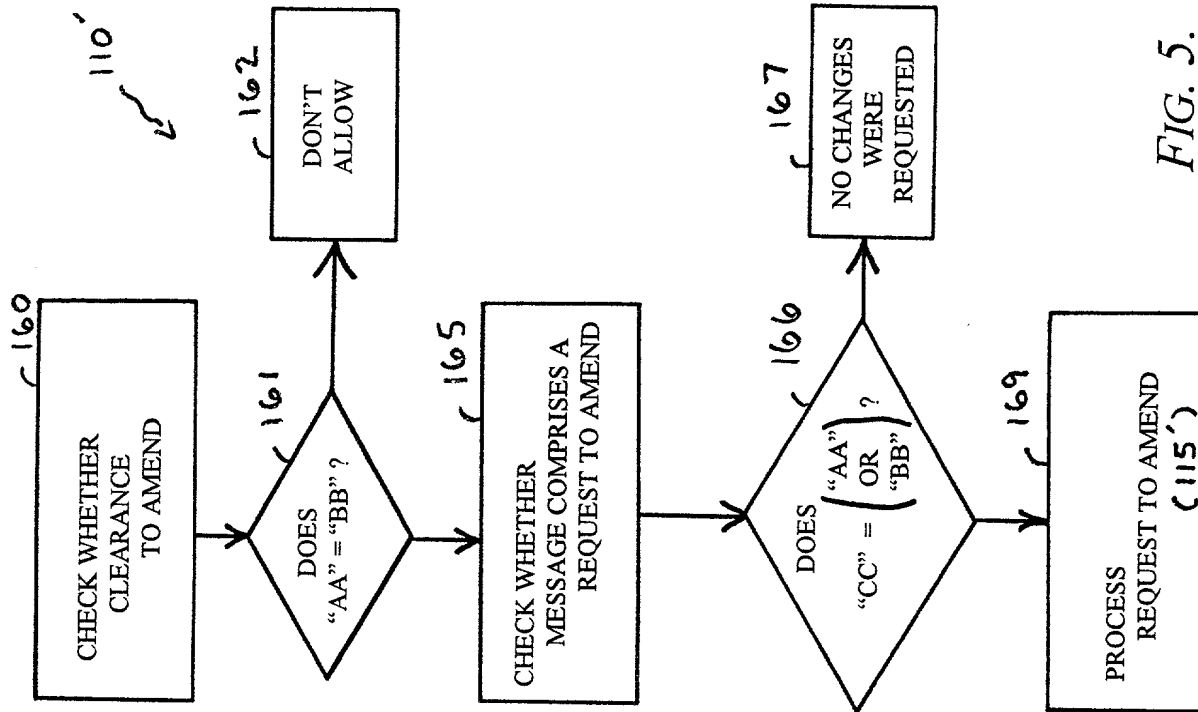 110'
160
CHECK WHETHER
CLEARANCE
TO AMEND
161
DOES
"AA" = "BB" ?
162
DON'T
ALLOW
165
CHECK WHETHER
MESSAGE COMPRISES A
REQUEST TO AMEND
166
DOES
"CC" = ( "AA" OR "BB" ) ?
167
NO CHANGES
WERE
REQUESTED
169
PROCESS
REQUEST TO AMEND
(115')
FIG. 5.